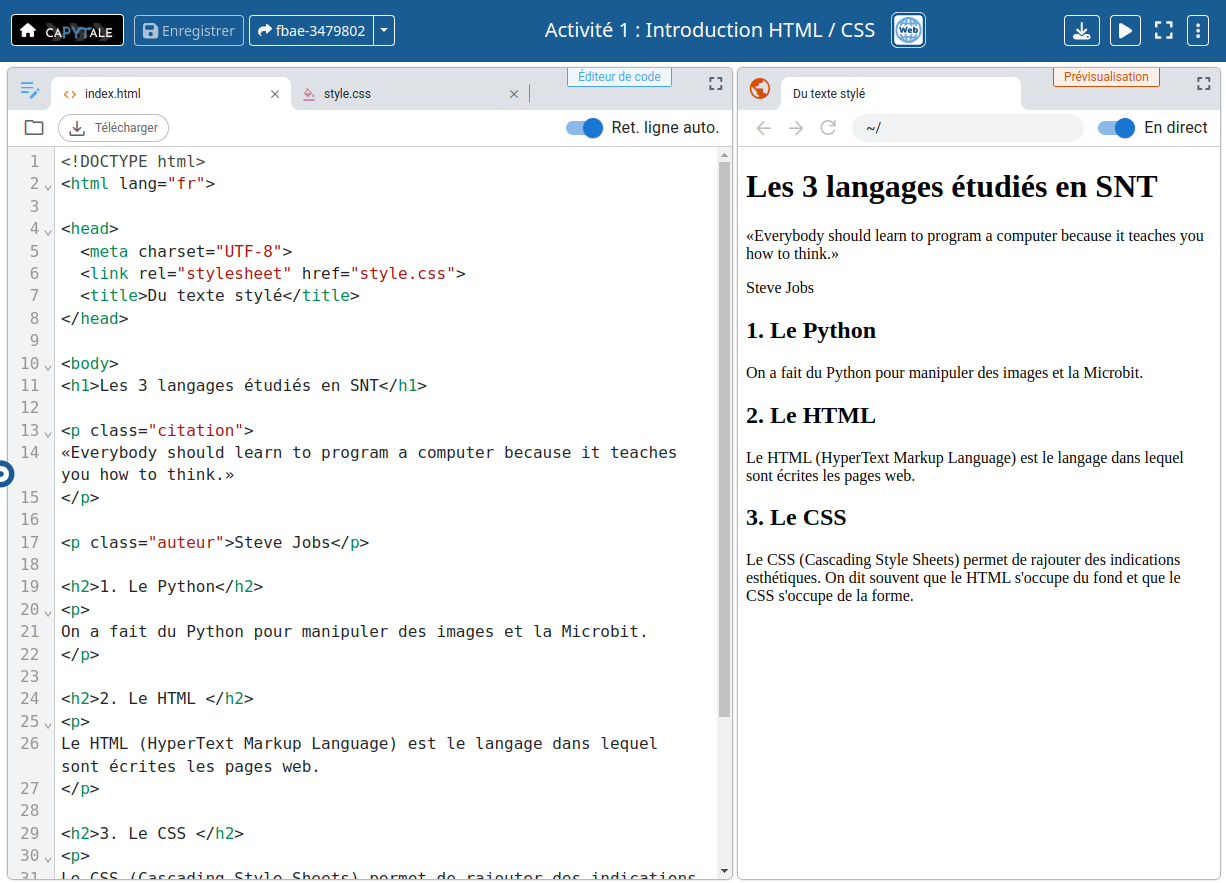 CAPYTALE
Enregistrer
fbae-3479802
Activité 1 : Introduction HTML / CSS
Web
index.html
style.css
Éditeur de code
Télécharger
Ret. ligne auto.
1 <!DOCTYPE html>
2 <html lang="fr">
3
4 <head>
5 <meta charset="UTF-8">
6 <link rel="stylesheet" href="style.css">
7 <title>Du texte stylé</title>
8 </head>
9
10 <body>
11 <h1>Les 3 langages étudiés en SNT</h1>
12
13 <p class="citation">
14 «Everybody should learn to program a computer because it teaches
you how to think.»
15 </p>
16
17 <p class="auteur">Steve Jobs</p>
18
19 <h2>1. Le Python</h2>
20 <p>
21 On a fait du Python pour manipuler des images et la Microbit.
22 </p>
23
24 <h2>2. Le HTML </h2>
25 <p>
26 Le HTML (HyperText Markup Language) est le langage dans lequel
sont écrites les pages web.
27 </p>
28
29 <h2>3. Le CSS </h2>
30 <p>
31 Le CSS (Cascading Style Sheets) permet de rajouter des indications
Du texte stylé
Prévisualisation
~/
En direct
Les 3 langages étudiés en SNT
«Everybody should learn to program a computer because it teaches you
how to think.»
Steve Jobs
1. Le Python
On a fait du Python pour manipuler des images et la Microbit.
2. Le HTML
Le HTML (HyperText Markup Language) est le langage dans lequel
sont écrites les pages web.
3. Le CSS
Le CSS (Cascading Style Sheets) permet de rajouter des indications
esthétiques. On dit souvent que le HTML s'occupe du fond et que le
CSS s'occupe de la forme.